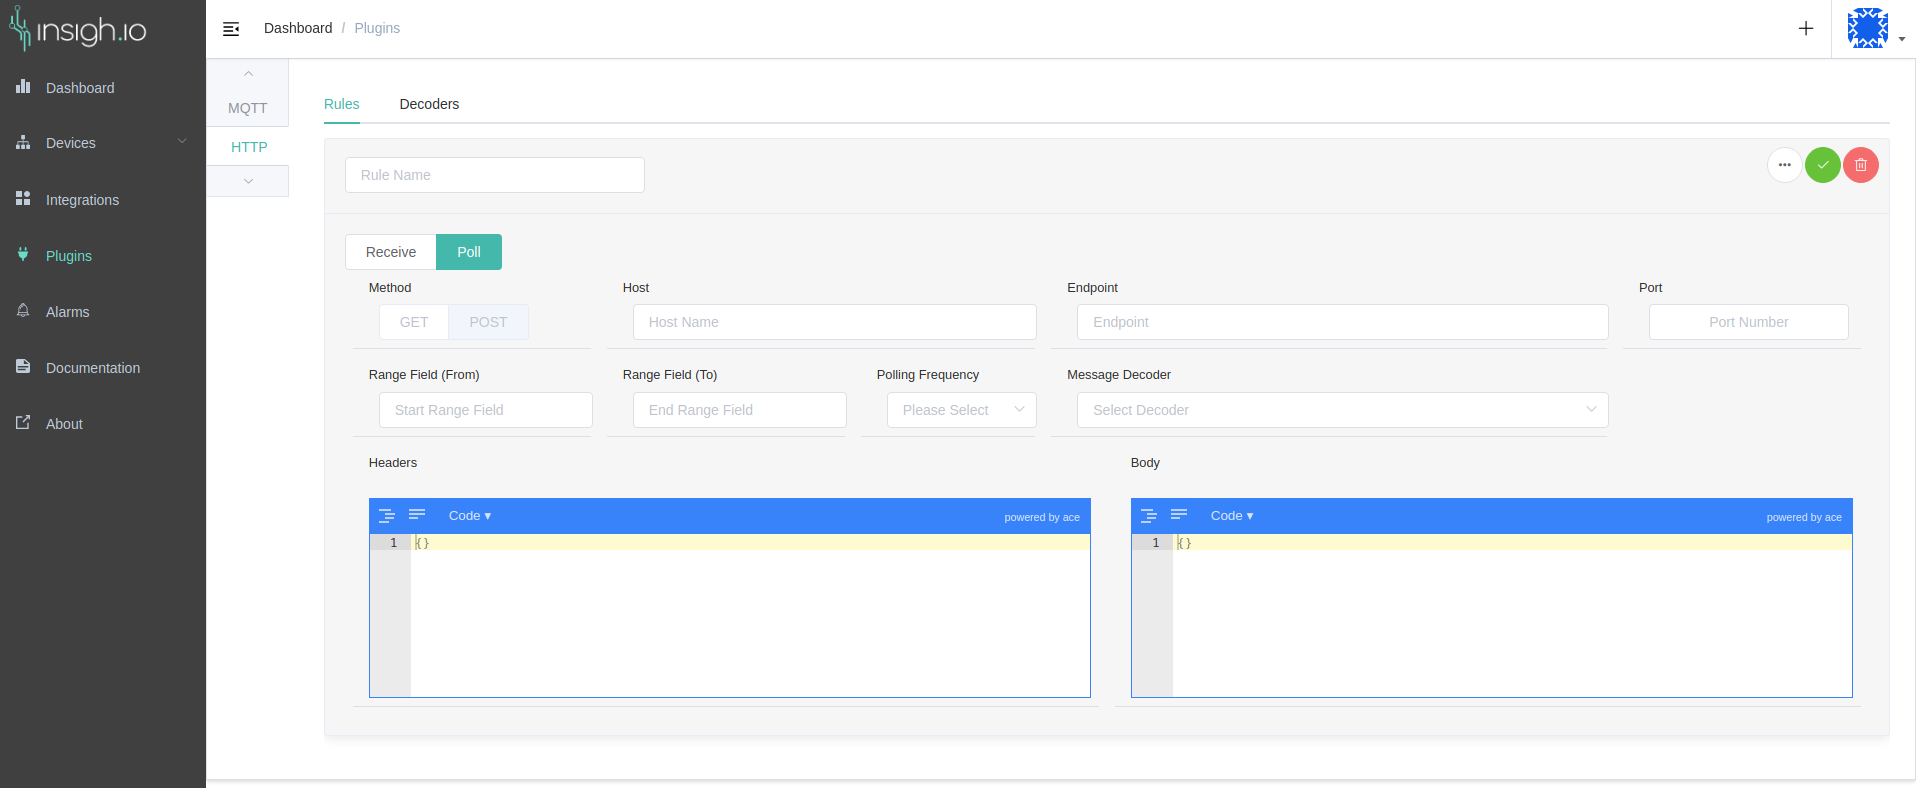 insigh.io
Dashboard / Plugins
Dashboard
Devices
Integrations
Plugins
Alarms
Documentation
About
MQTT
HTTP
Rules Decoders
Rule Name
Receive Poll
Method Host Endpoint Port
GET POST Host Name Endpoint Port Number
Range Field (From) Range Field (To) Polling Frequency Message Decoder
Start Range Field End Range Field Please Select Select Decoder
Headers Body
Code ▾ powered by ace Code ▾ powered by ace
1 {} 1 {}